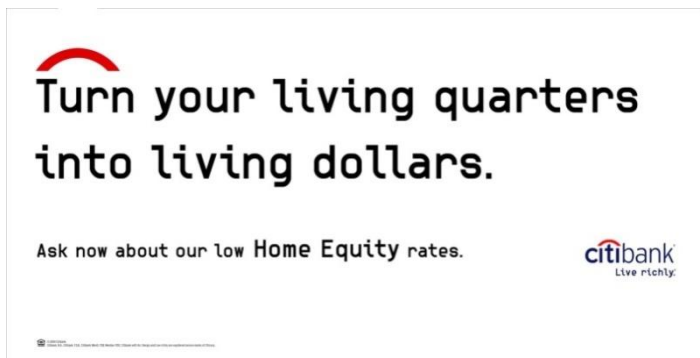 Turn your living quarters
into living dollars.
Ask now about our low Home Equity rates.
citibank
Live richly.